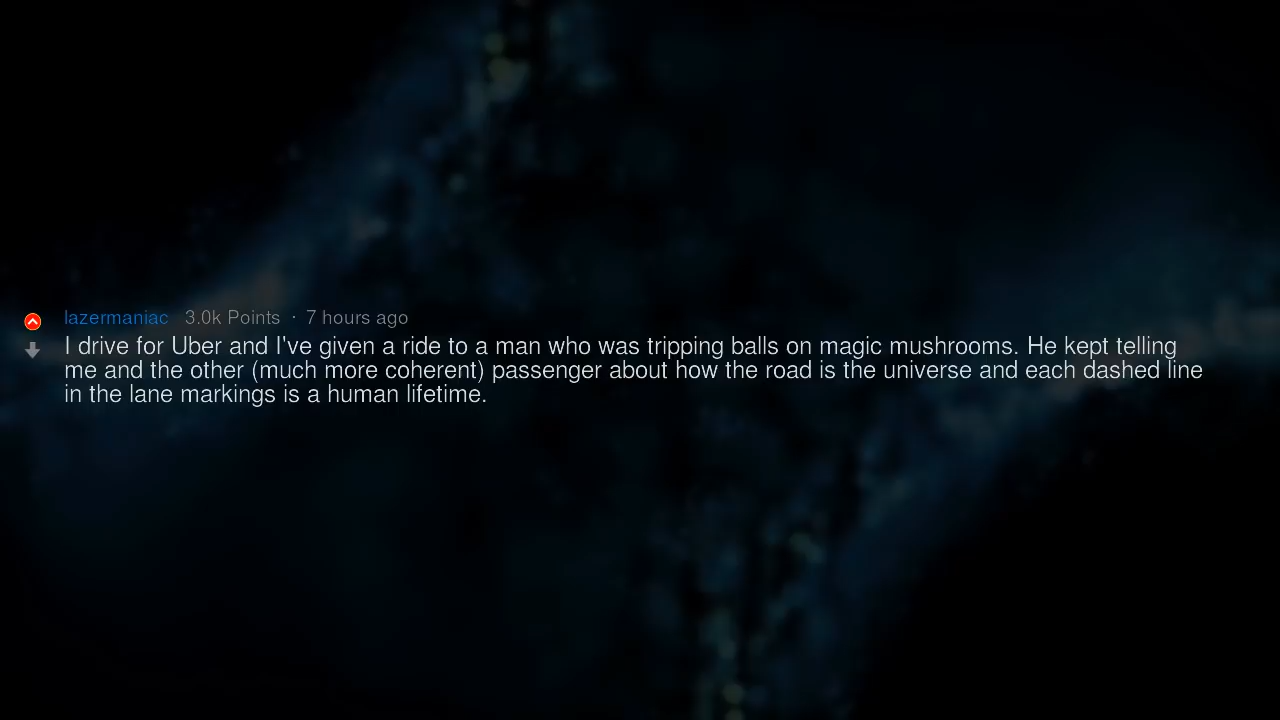 lazermaniac 3.0k Points · 7 hours ago
I drive for Uber and I've given a ride to a man who was tripping balls on magic mushrooms. He kept telling
me and the other (much more coherent) passenger about how the road is the universe and each dashed line
in the lane markings is a human lifetime.